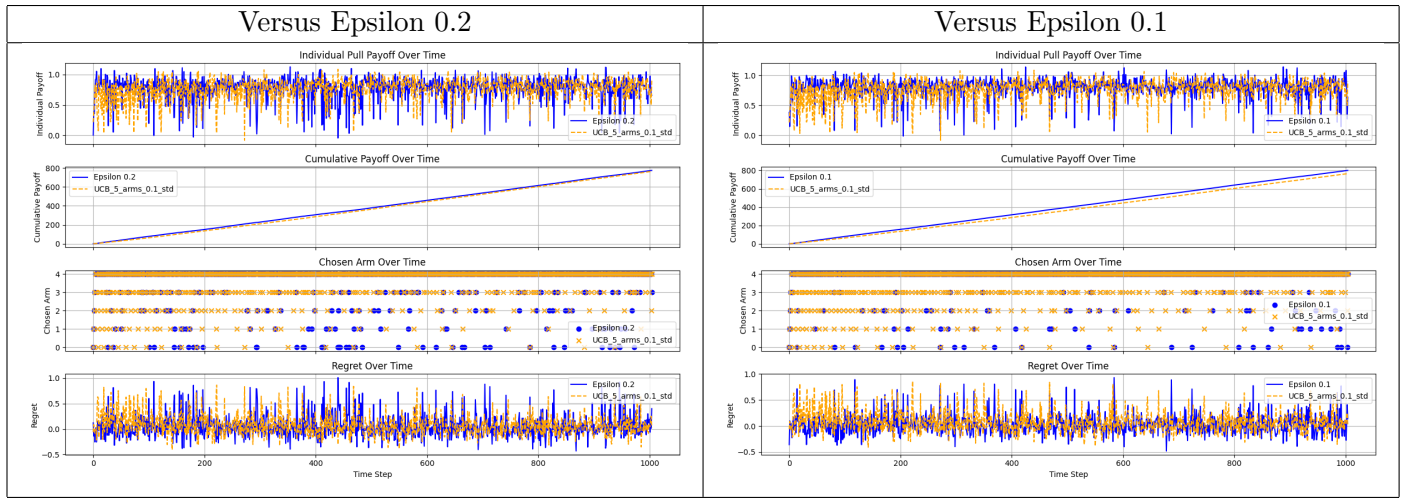 Versus Epsilon 0.2
Individual Pull Payoff Over Time
Individual Payoff
1.0
0.5
0.0
Epsilon 0.2
UCB_5_arms_0.1_std
Cumulative Payoff Over Time
Cumulative Payoff
800
600
400
200
0
Epsilon 0.2
UCB_5_arms_0.1_std
Chosen Arm Over Time
Chosen Arm
4
3
2
1
0
Epsilon 0.2
UCB_5_arms_0.1_std
Regret Over Time
Regret
1.0
0.5
0.0
−0.5
Epsilon 0.2
UCB_5_arms_0.1_std
0 200 400 600 800 1000
Time Step
Versus Epsilon 0.1
Individual Pull Payoff Over Time
Individual Payoff
1.0
0.5
0.0
Epsilon 0.1
UCB_5_arms_0.1_std
Cumulative Payoff Over Time
Cumulative Payoff
800
600
400
200
0
Epsilon 0.1
UCB_5_arms_0.1_std
Chosen Arm Over Time
Chosen Arm
4
3
2
1
0
Epsilon 0.1
UCB_5_arms_0.1_std
Regret Over Time
Regret
1.0
0.5
0.0
−0.5
Epsilon 0.1
UCB_5_arms_0.1_std
0 200 400 600 800 1000
Time Step